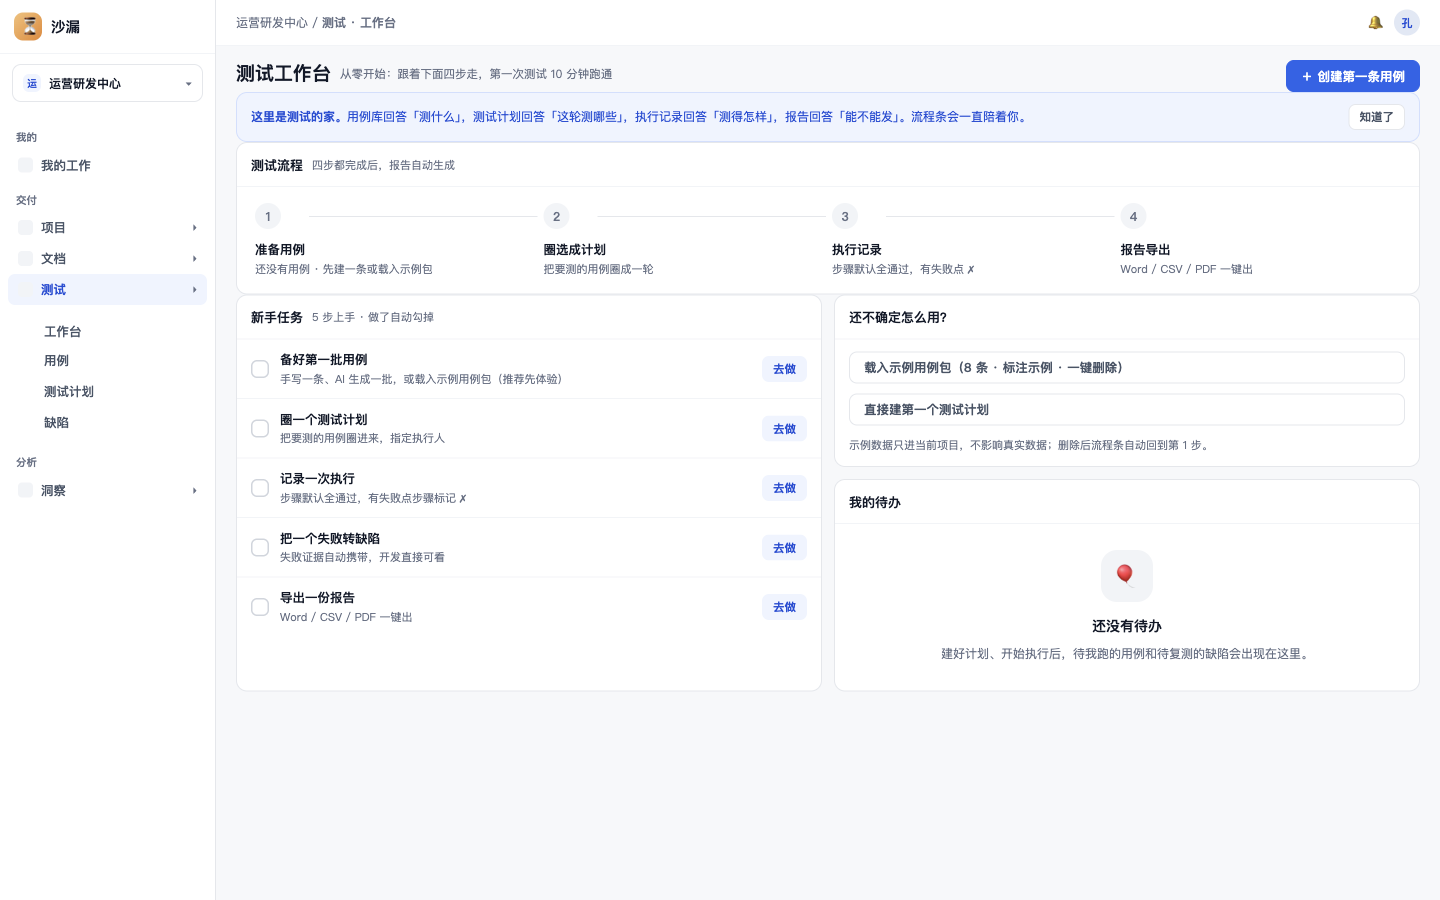 沙漏
运 运营研发中心
我的
我的工作
交付
项目
文档
测试
工作台
用例
测试计划
缺陷
分析
洞察
运营研发中心 / 测试 · 工作台
孔
测试工作台 从零开始：跟着下面四步走，第一次测试 10 分钟跑通
+ 创建第一条用例
这里是测试的家。用例库回答「测什么」，测试计划回答「这轮测哪些」，执行记录回答「测得怎样」，报告回答「能不能发」。流程条会一直陪着你。
知道了
测试流程 四步都完成后，报告自动生成
1
准备用例
还没有用例 · 先建一条或载入示例包
2
圈选成计划
把要测的用例圈成一轮
3
执行记录
步骤默认全通过，有失败点 ✗
4
报告导出
Word / CSV / PDF 一键出
新手任务 5 步上手 · 做了自动勾掉
备好第一批用例
手写一条、AI 生成一批，或载入示例用例包（推荐先体验）
去做
圈一个测试计划
把要测的用例圈进来，指定执行人
去做
记录一次执行
步骤默认全通过，有失败点步骤标记 ✗
去做
把一个失败转缺陷
失败证据自动携带，开发直接可看
去做
导出一份报告
Word / CSV / PDF 一键出
去做
还不确定怎么用?
载入示例用例包（8 条 · 标注示例 · 一键删除）
直接建第一个测试计划
示例数据只进当前项目，不影响真实数据；删除后流程条自动回到第 1 步。
我的待办
还没有待办
建好计划、开始执行后，待我跑的用例和待复测的缺陷会出现在这里。